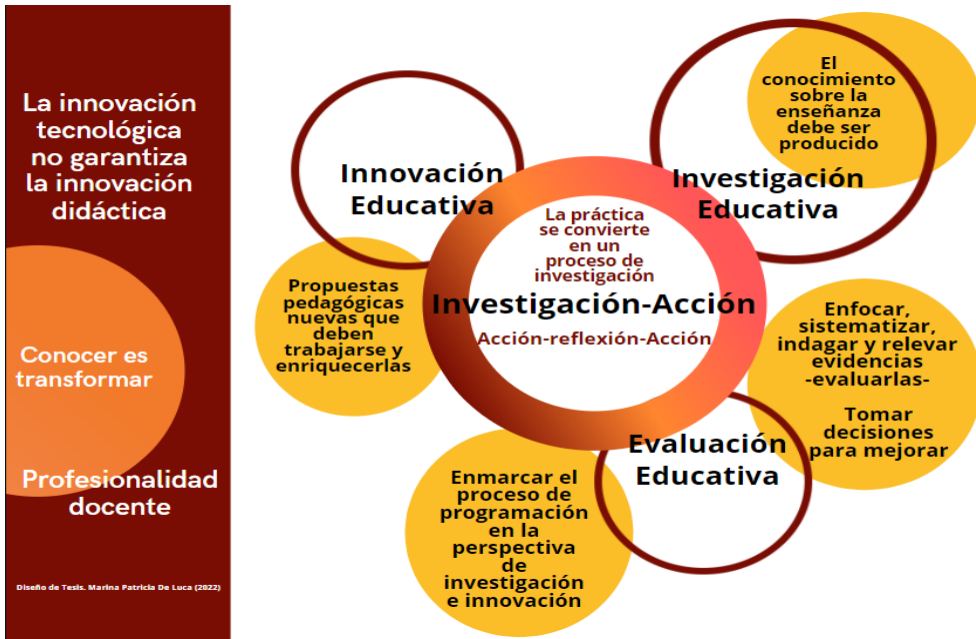 La innovación
tecnológica
no garantiza
la innovación
didáctica
Conocer es
transformar
Profesionalidad
docente
Diseño de Tesis. Marina Patricia De Luca (2022)
Innovación
Educativa
Propuestas
pedagógicas
nuevas que
deben
trabajarse y
enriquecerlas
La práctica
se convierte
en un
proceso de
investigación
Investigación-Acción
Acción-reflexión-Acción
El
conocimiento
sobre la
enseñanza
debe ser
producido
Investigación
Educativa
Enfocar,
sistematizar,
indagar y relevar
evidencias
-evaluarlas-
Tomar
decisiones
para mejorar
Evaluación
Educativa
Enmarcar el
proceso de
programación
en la
perspectiva
de
investigación
e innovación